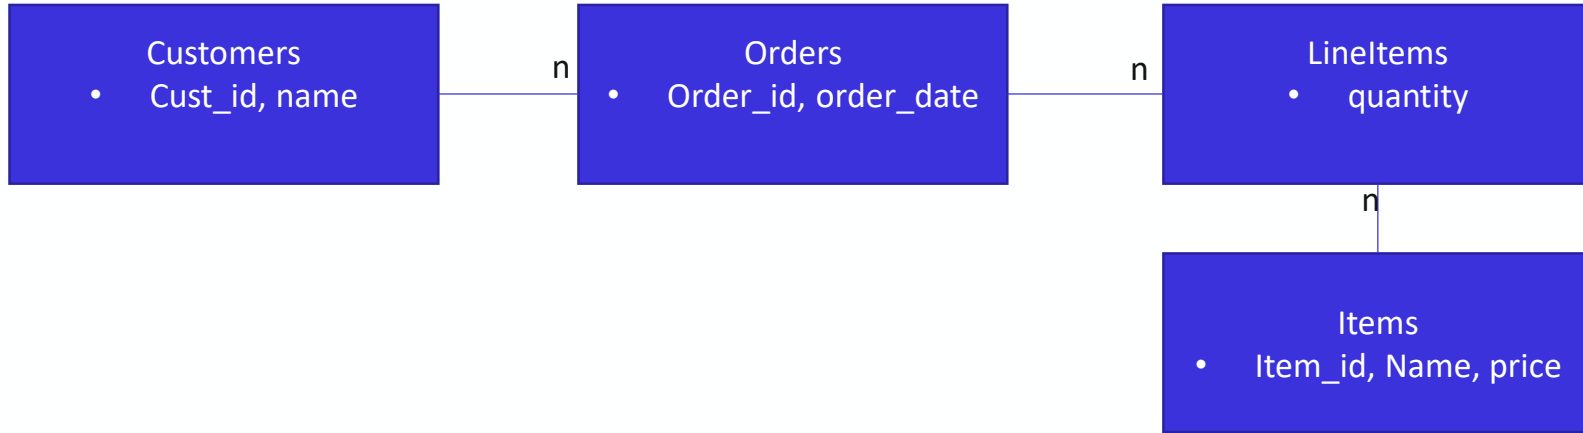 Customers
• Cust_id, name
n
Orders
• Order_id, order_date
n
LineItems
• quantity
n
Items
• Item_id, Name, price